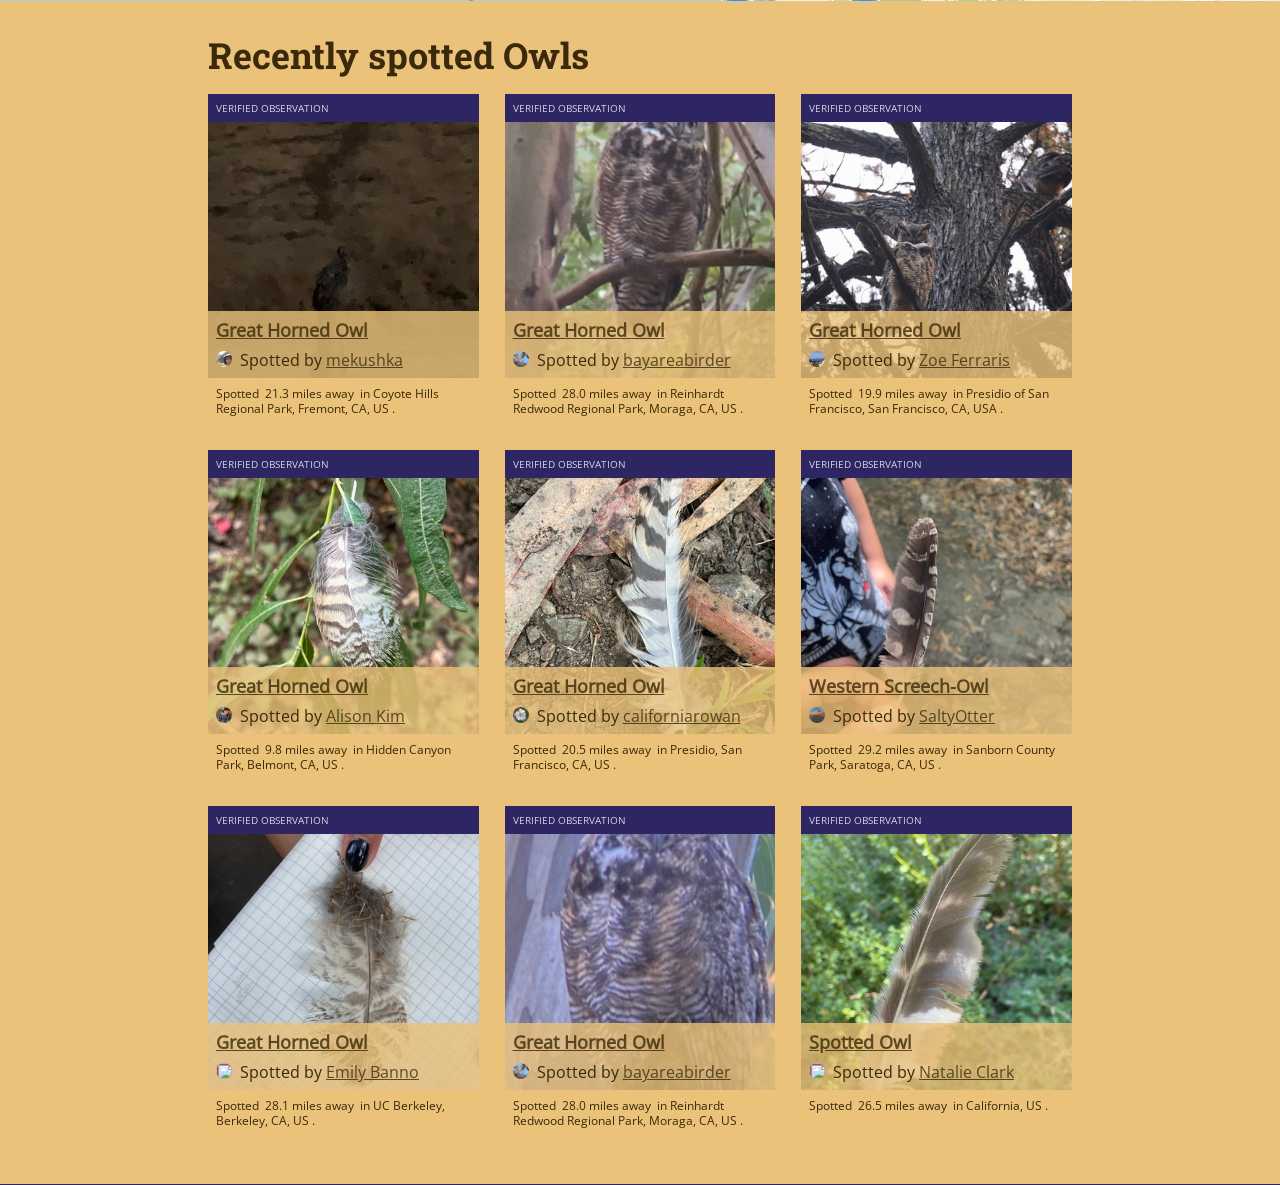 Recently spotted Owls
VERIFIED OBSERVATION
Great Horned Owl
Spotted by mekushka
Spotted 21.3 miles away in Coyote Hills
Regional Park, Fremont, CA, US .
VERIFIED OBSERVATION
Great Horned Owl
Spotted by bayareabirder
Spotted 28.0 miles away in Reinhardt
Redwood Regional Park, Moraga, CA, US .
VERIFIED OBSERVATION
Great Horned Owl
Spotted by Zoe Ferraris
Spotted 19.9 miles away in Presidio of San
Francisco, San Francisco, CA, USA .
VERIFIED OBSERVATION
Great Horned Owl
Spotted by Alison Kim
Spotted 9.8 miles away in Hidden Canyon
Park, Belmont, CA, US .
VERIFIED OBSERVATION
Great Horned Owl
Spotted by californiarowan
Spotted 20.5 miles away in Presidio, San
Francisco, CA, US .
VERIFIED OBSERVATION
Western Screech-Owl
Spotted by SaltyOtter
Spotted 29.2 miles away in Sanborn County
Park, Saratoga, CA, US .
VERIFIED OBSERVATION
Great Horned Owl
Spotted by Emily Banno
Spotted 28.1 miles away in UC Berkeley,
Berkeley, CA, US .
VERIFIED OBSERVATION
Great Horned Owl
Spotted by bayareabirder
Spotted 28.0 miles away in Reinhardt
Redwood Regional Park, Moraga, CA, US .
VERIFIED OBSERVATION
Spotted Owl
Spotted by Natalie Clark
Spotted 26.5 miles away in California, US .